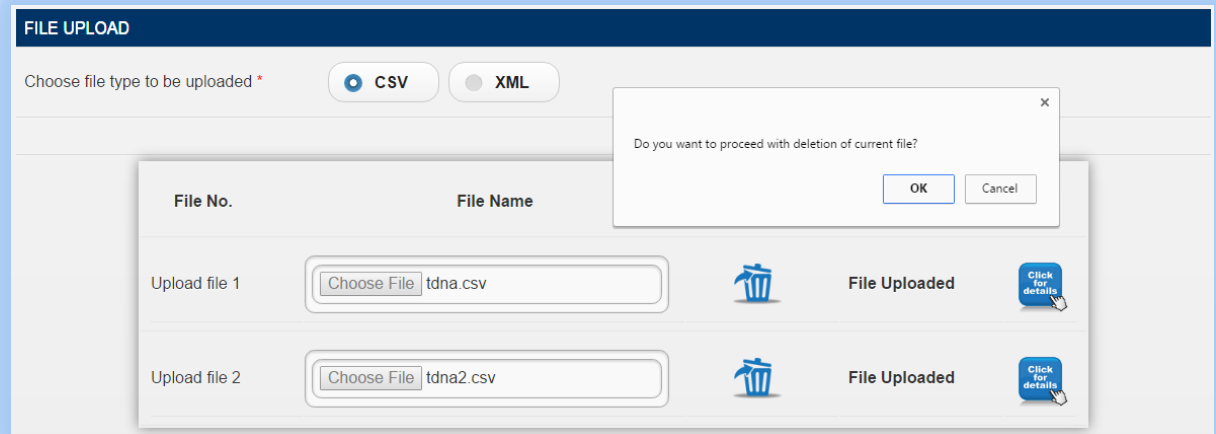 FILE UPLOAD
Choose file type to be uploaded * CSV XML
×
Do you want to proceed with deletion of current file?
OK Cancel
File No. File Name
Upload file 1 Choose File tdna.csv File Uploaded Click for details
Upload file 2 Choose File tdna2.csv File Uploaded Click for details